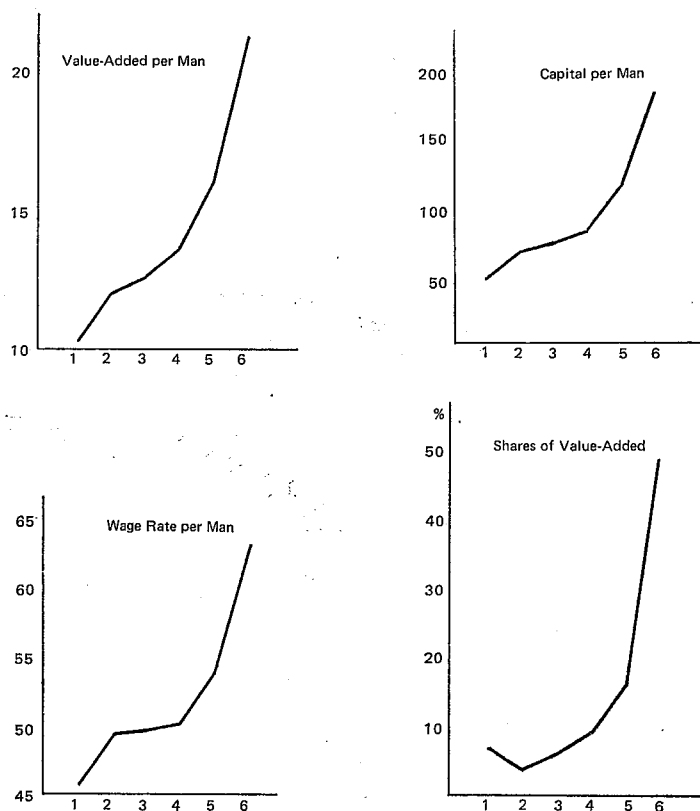 Value-Added per Man
20
15
10
1 2 3 4 5 6
Capital per Man
200
150
100
50
1 2 3 4 5 6
Wage Rate per Man
65
60
55
50
45
1 2 3 4 5 6
%
Shares of Value-Added
50
40
30
20
10
1 2 3 4 5 6